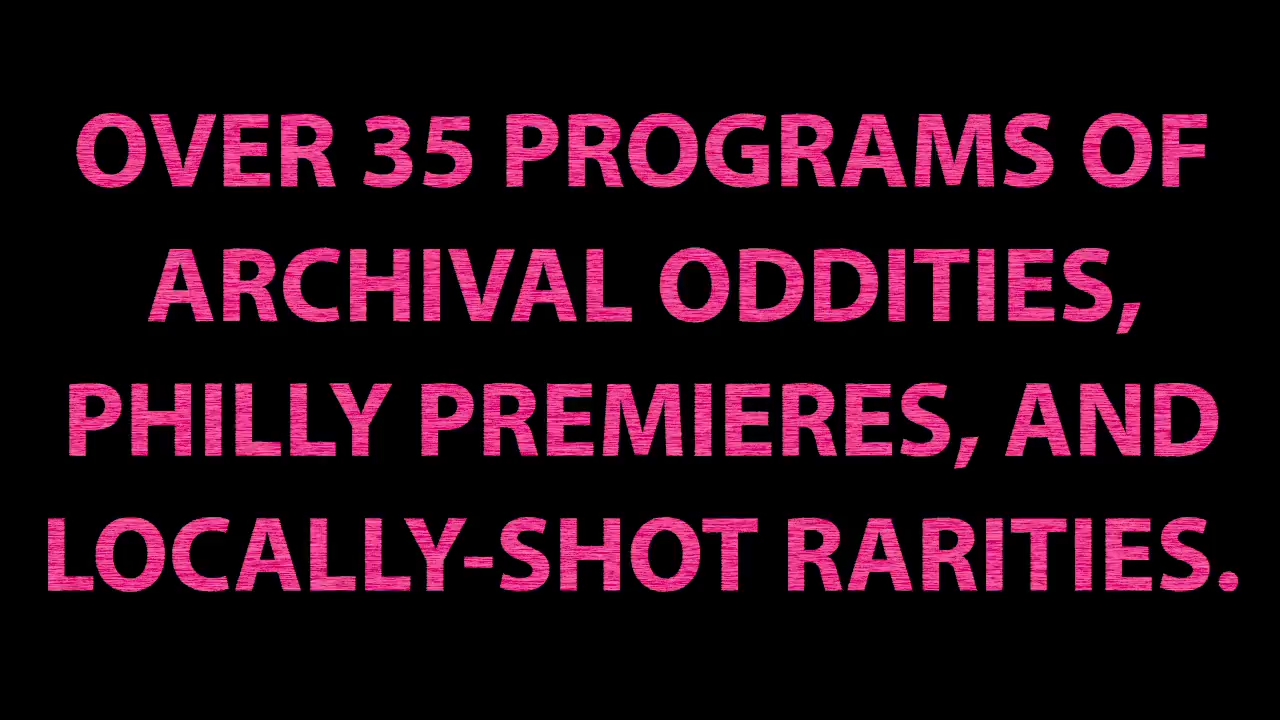 OVER 35 PROGRAMS OF
ARCHIVAL ODDITIES,
PHILLY PREMIERES, AND
LOCALLY-SHOT RARITIES.